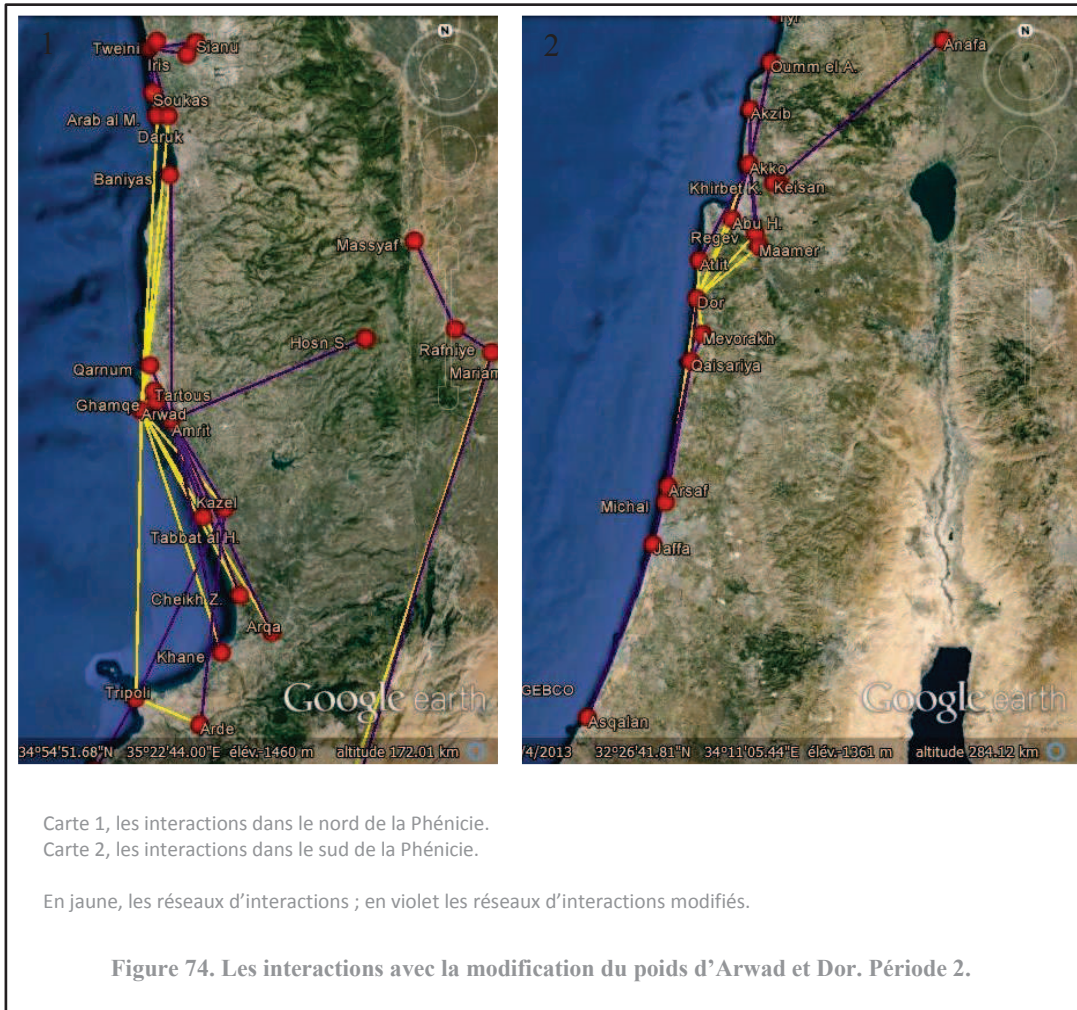 1
N
Tweini
Sianu
Iris
Soukas
Arab al M.
Daruk
Baniyas
Massyaf
Hosn S.
Rafniye
Mariam
Qarnum
Tartous
Ghamqe
Arwad
Amrit
Kazel
Tabbat al H.
Cheikh Z.
Arqa
Khane
Tripoli
Arde
Google earth
34°54'51.68"N 35°22'44.00"E élév.-1460 m altitude 172.01 km
2
N
Tyr
Anafa
Oumm el A.
Akzib
Akko
Khirbet K.
Keisan
Abu H.
Regev
Maamer
Atlit
Dor
Mevorakh
Qaisariya
Arsaf
Michal
Jaffa
GEBCO
Asqalan
Google earth
/4/2013 32°26'41.81"N 34°11'05.44"E élév.-1361 m altitude 284.12 km
Carte 1, les interactions dans le nord de la Phénicie.
Carte 2, les interactions dans le sud de la Phénicie.
En jaune, les réseaux d'interactions ; en violet les réseaux d'interactions modifiés.
Figure 74. Les interactions avec la modification du poids d'Arwad et Dor. Période 2.